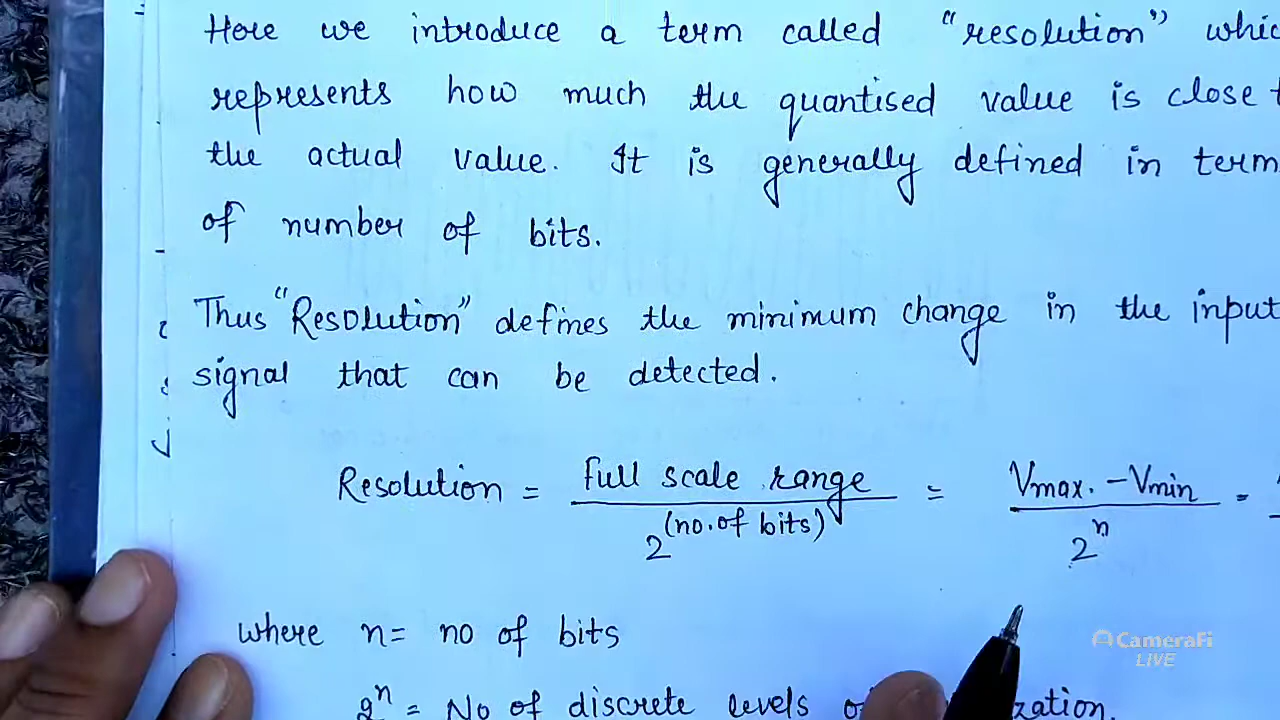 Here we introduce a term called "resolution" whic
represents how much the quantised value is close t
the actual value. It is generally defined in term
of number of bits.
Thus "Resolution" defines the minimum change in the input
signal that can be detected.
Resolution = full scale range / 2^(no. of bits) = Vmax. - Vmin / 2^n =
where n = no of bits
2^n = No of discrete levels
CameraFi
LIVE